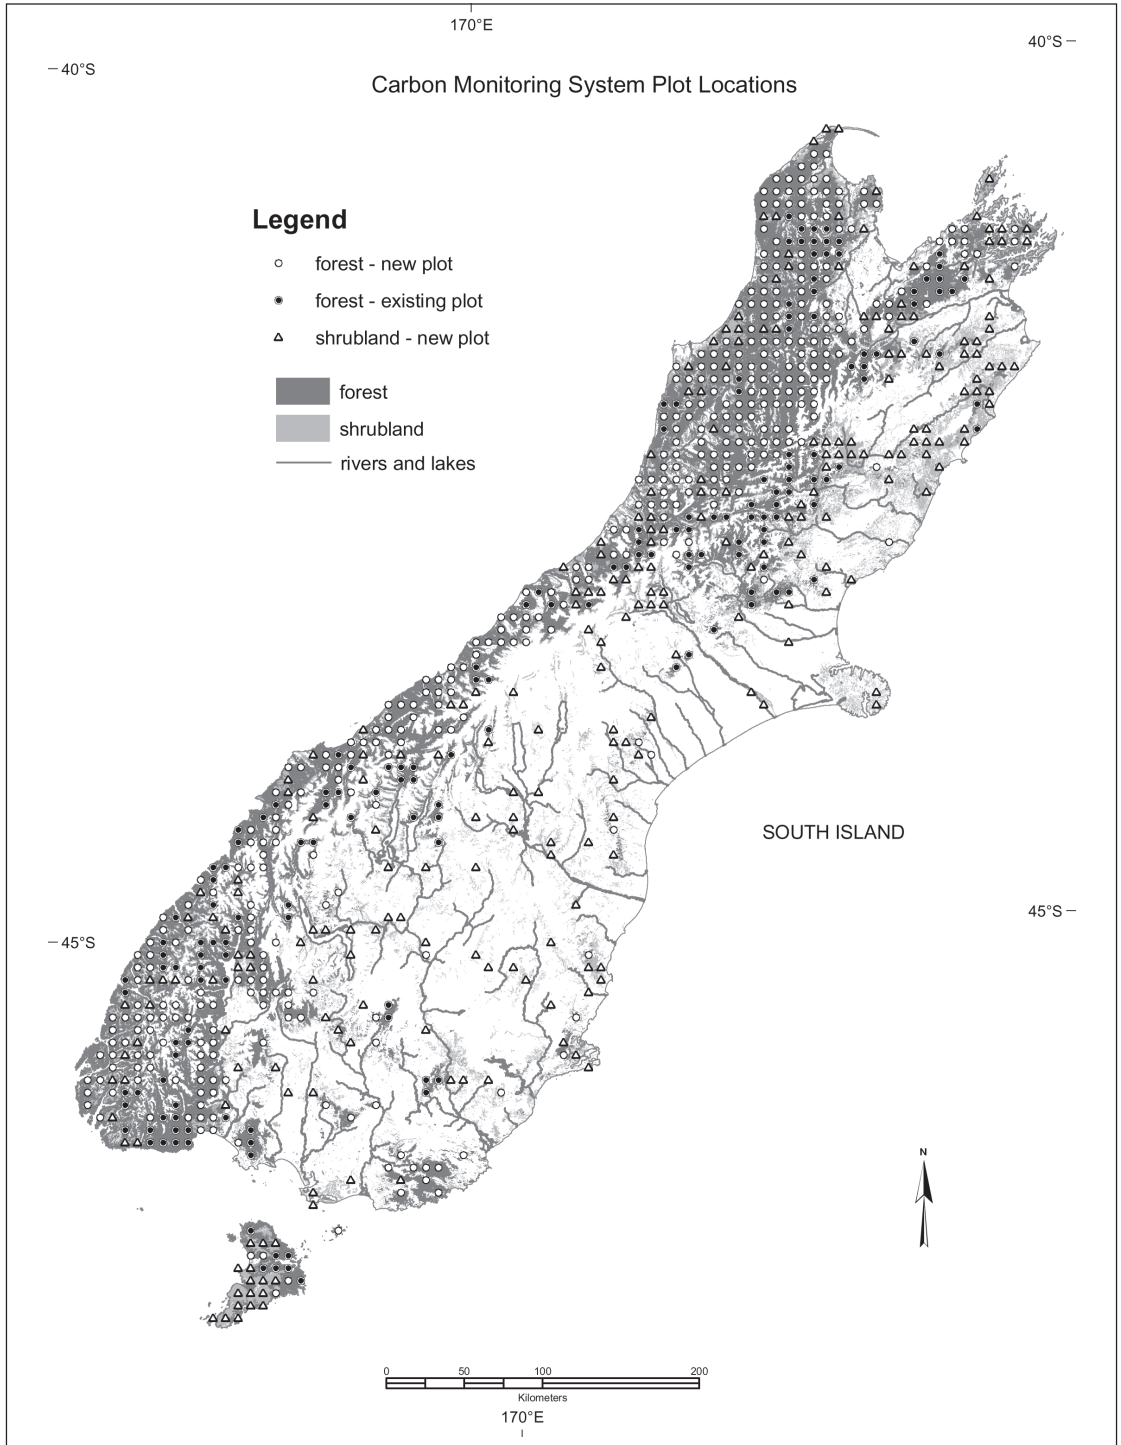 170°E
40°S
40°S
Carbon Monitoring System Plot Locations
Legend
forest - new plot
forest - existing plot
shrubland - new plot
forest
shrubland
rivers and lakes
SOUTH ISLAND
45°S
45°S
N
0 50 100 200
Kilometers
170°E